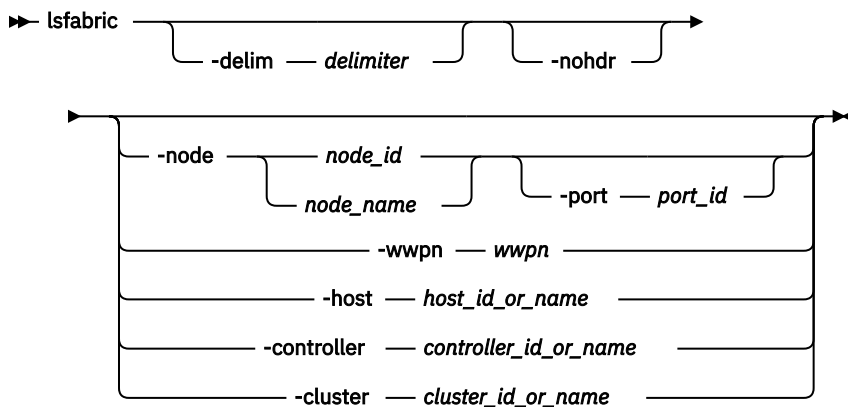 lsfabric
-delim delimiter -nohdr
-node node_id
node_name -port port_id
-wwpn wwpn
-host host_id_or_name
-controller controller_id_or_name
-cluster cluster_id_or_name